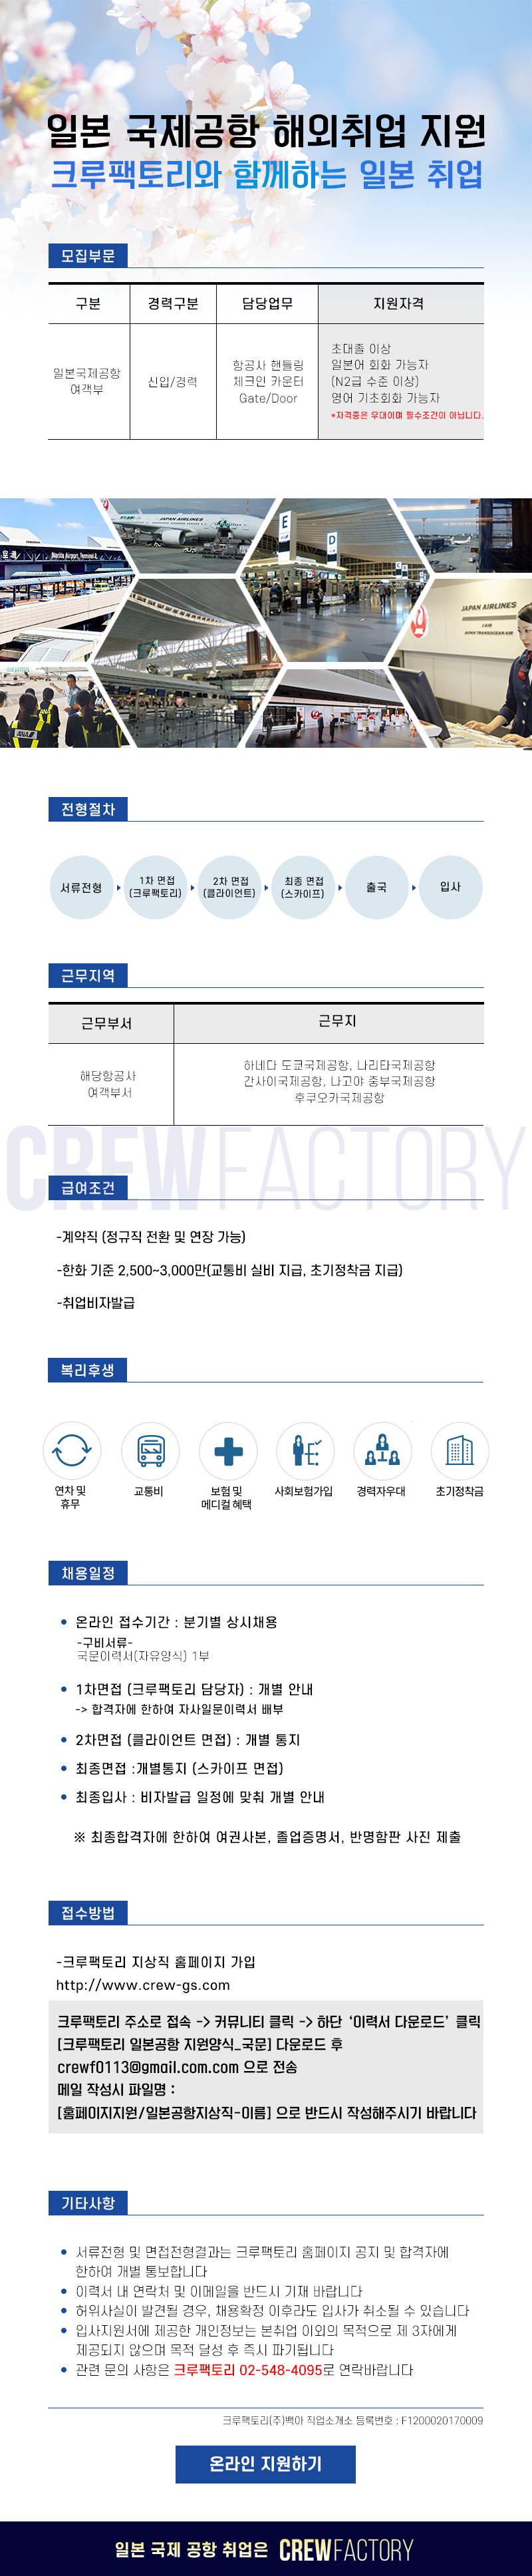 일본 국제공항 해외취업 지원
크루팩토리와 함께하는 일본 취업
모집부문
구분 경력구분 담당업무 지원자격
일본국제공항
여객부
신입/경력
항공사 핸들링
체크인 카운터
Gate/Door
초대졸 이상
일본어 회화 가능자
(N2급 수준 이상)
영어 기초회화 가능자
*자격증은 우대이며 필수조건이 아닙니다.
Narita Airport, Terminal 2
JAPAN AIRLINES
E
D
C
JAPAN AIRLINES
JAPAN TRANSOCEAN AIR
ANA
전형절차
서류전형
1차 면접
(크루팩토리)
2차 면접
(클라이언트)
최종 면접
(스카이프)
출국
입사
근무지역
근무부서 근무지
해당항공사
여객부서
하네다 도쿄국제공항, 나리타국제공항
간사이국제공항, 나고야 중부국제공항
후쿠오카국제공항
CREWFACTORY
급여조건
-계약직 (정규직 전환 및 연장 가능)
-한화 기준 2,500~3,000만(교통비 실비 지급, 초기정착금 지급)
-취업비자발급
복리후생
연차 및
휴무
교통비
보험 및
메디컬 혜택
사회보험가입
경력자우대
초기정착금
채용일정
• 온라인 접수기간 : 분기별 상시채용
-구비서류-
국문이력서(자유양식) 1부
• 1차면접 (크루팩토리 담당자) : 개별 안내
-> 합격자에 한하여 자사일문이력서 배부
• 2차면접 (클라이언트 면접) : 개별 통지
• 최종면접 :개별통지 (스카이프 면접)
• 최종입사 : 비자발급 일정에 맞춰 개별 안내
※ 최종합격자에 한하여 여권사본, 졸업증명서, 반명함판 사진 제출
접수방법
-크루팩토리 지상직 홈페이지 가입
http://www.crew-gs.com
크루팩토리 주소로 접속 -> 커뮤니티 클릭 -> 하단 ‘이력서 다운로드’ 클릭
[크루팩토리 일본공항 지원양식_국문] 다운로드 후
crewf0113@gmail.com.com 으로 전송
메일 작성시 파일명 :
[홈페이지지원/일본공항지상직-이름] 으로 반드시 작성해주시기 바랍니다
기타사항
• 서류전형 및 면접전형결과는 크루팩토리 홈페이지 공지 및 합격자에
한하여 개별 통보합니다
• 이력서 내 연락처 및 이메일을 반드시 기재 바랍니다
• 허위사실이 발견될 경우, 채용확정 이후라도 입사가 취소될 수 있습니다
• 입사지원서에 제공한 개인정보는 본취업 이외의 목적으로 제 3자에게
제공되지 않으며 목적 달성 후 즉시 파기됩니다
• 관련 문의 사항은 크루팩토리 02-548-4095로 연락바랍니다
크루팩토리(주)백아 직업소개소 등록번호 : F1200020170009
온라인 지원하기
일본 국제 공항 취업은 CREWFACTORY